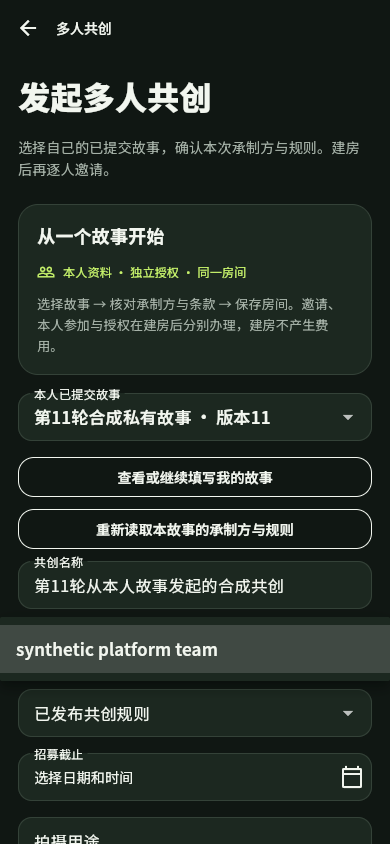 多人共创
发起多人共创
选择自己的已提交故事，确认本次承制方与规则。建房
后再逐人邀请。
从一个故事开始
本人资料 · 独立授权 · 同一房间
选择故事 → 核对承制方与条款 → 保存房间。邀请、
本人参与与授权在建房后分别办理，建房不产生费
用。
本人已提交故事
第11轮合成私有故事 · 版本11
查看或继续填写我的故事
重新读取本故事的承制方与规则
共创名称
第11轮从本人故事发起的合成共创
synthetic platform team
已发布共创规则
招募截止
选择日期和时间
拍摄用途